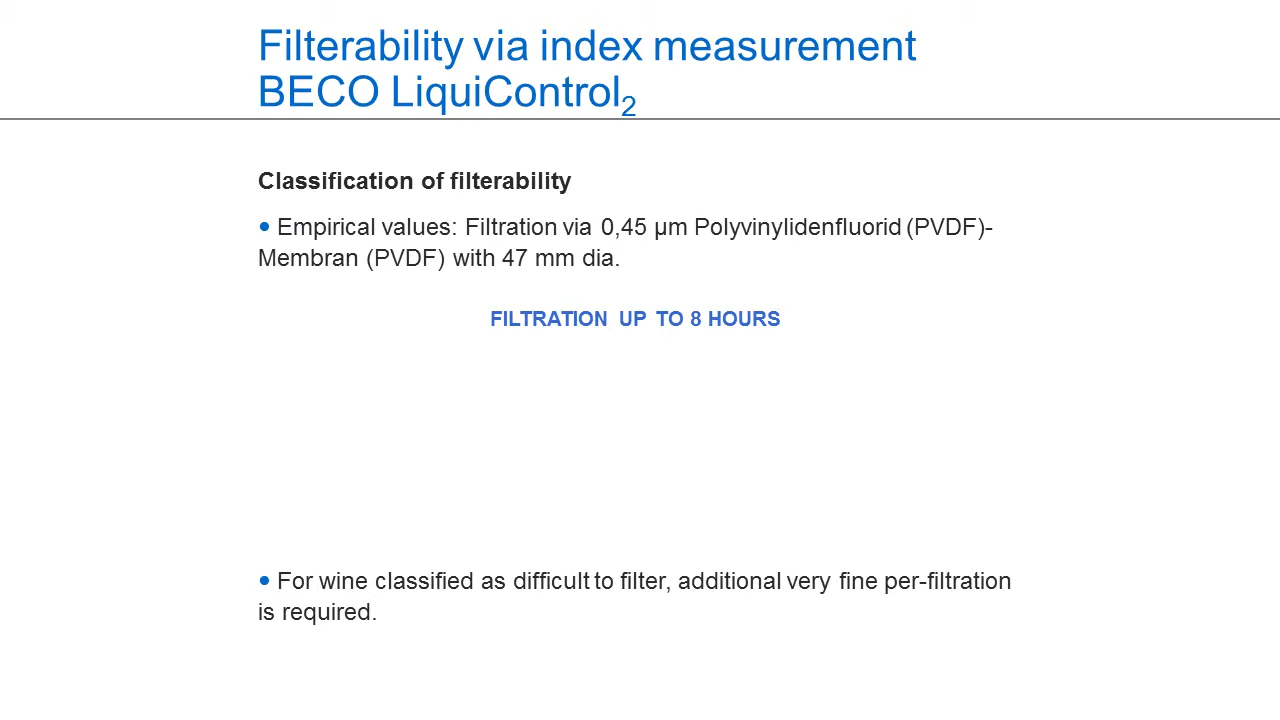 Filterability via index measurement
BECO LiquiControl₂
Classification of filterability
• Empirical values: Filtration via 0,45 µm Polyvinylidenfluorid (PVDF)-
Membran (PVDF) with 47 mm dia.
FILTRATION UP TO 8 HOURS
• For wine classified as difficult to filter, additional very fine per-filtration
is required.